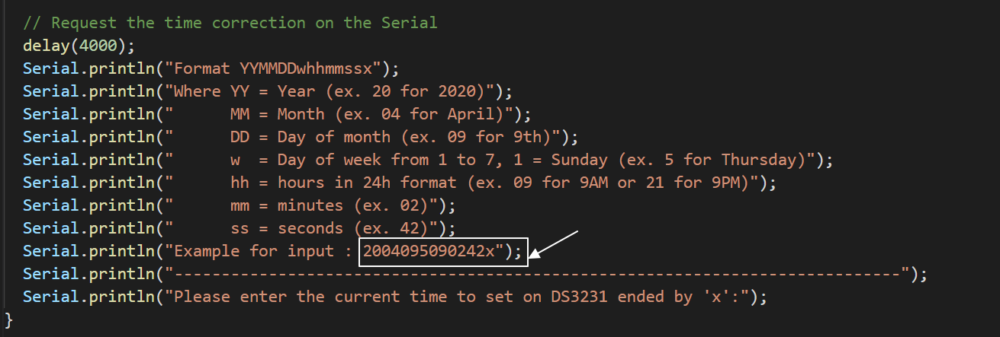 // Request the time correction on the Serial
delay(4000);
Serial.println("Format YYMMDDwhhmmssx");
Serial.println("Where YY = Year (ex. 20 for 2020)");
Serial.println("      MM = Month (ex. 04 for April)");
Serial.println("      DD = Day of month (ex. 09 for 9th)");
Serial.println("      w  = Day of week from 1 to 7, 1 = Sunday (ex. 5 for Thursday)");
Serial.println("      hh = hours in 24h format (ex. 09 for 9AM or 21 for 9PM)");
Serial.println("      mm = minutes (ex. 02)");
Serial.println("      ss = seconds (ex. 42)");
Serial.println("Example for input : 2004095090242x");
Serial.println("-----------------------------------------------------------------------------");
Serial.println("Please enter the current time to set on DS3231 ended by 'x':");
}